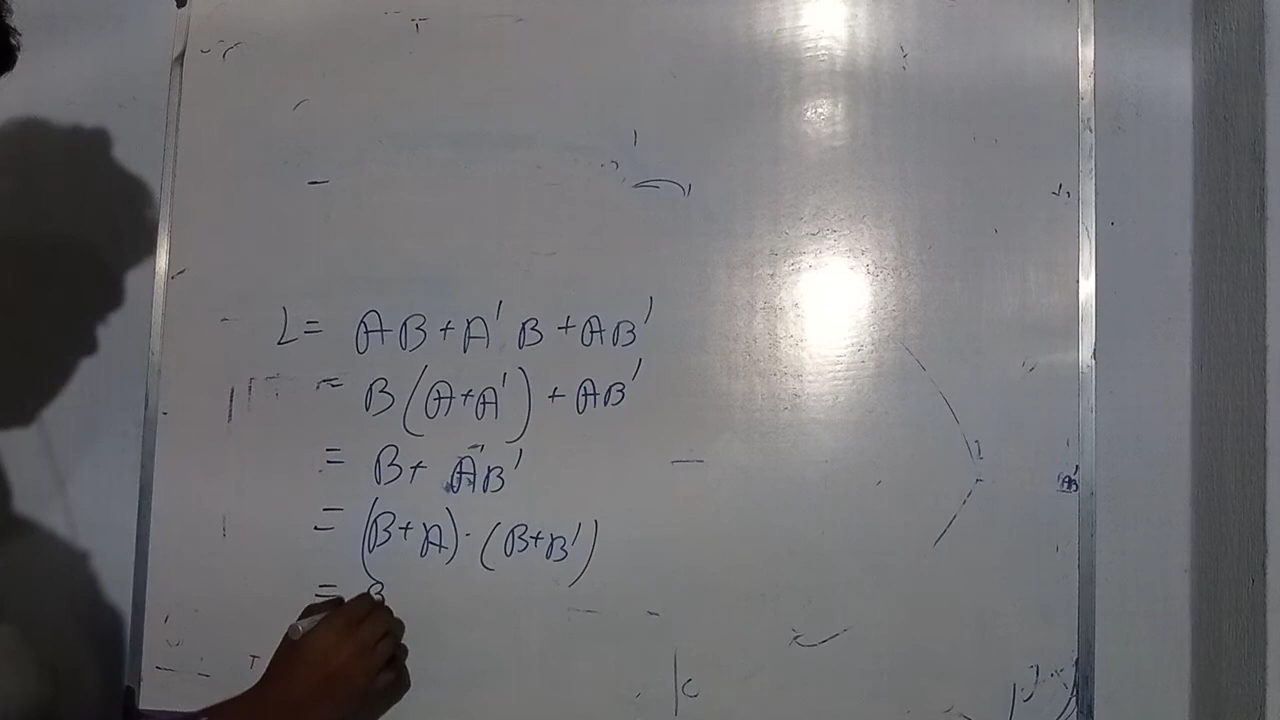 L = AB + A'B + AB'
= B(A+A') + AB'
= B + AB'
= (B+A)·(B+B')
= B